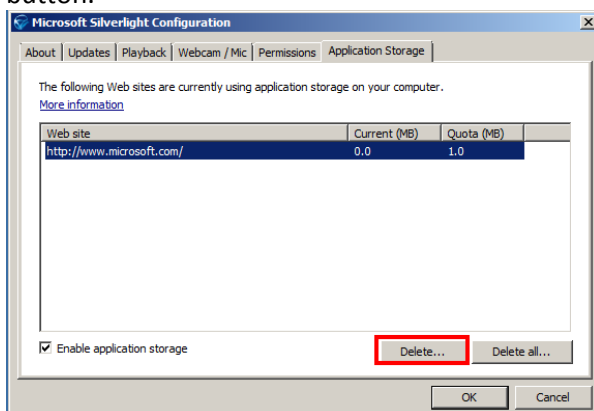 button.
Microsoft Silverlight Configuration
About Updates Playback Webcam / Mic Permissions Application Storage
The following Web sites are currently using application storage on your computer.
More information
Web site Current (MB) Quota (MB)
http://www.microsoft.com/ 0.0 1.0
Enable application storage Delete... Delete all...
OK Cancel